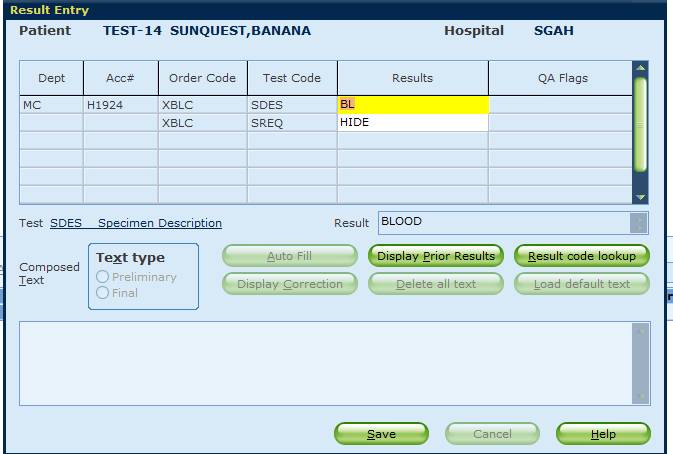 Result Entry
Patient TEST-14 SUNQUEST,BANANA Hospital SGAH
Dept Acc# Order Code Test Code Results QA Flags
MC H1924 XBLC SDES BL
XBLC SREQ HIDE
Test SDES Specimen Description Result BLOOD
Composed Text
Text type
Preliminary
Final
Auto Fill Display Prior Results Result code lookup
Display Correction Delete all text Load default text
Save Cancel Help